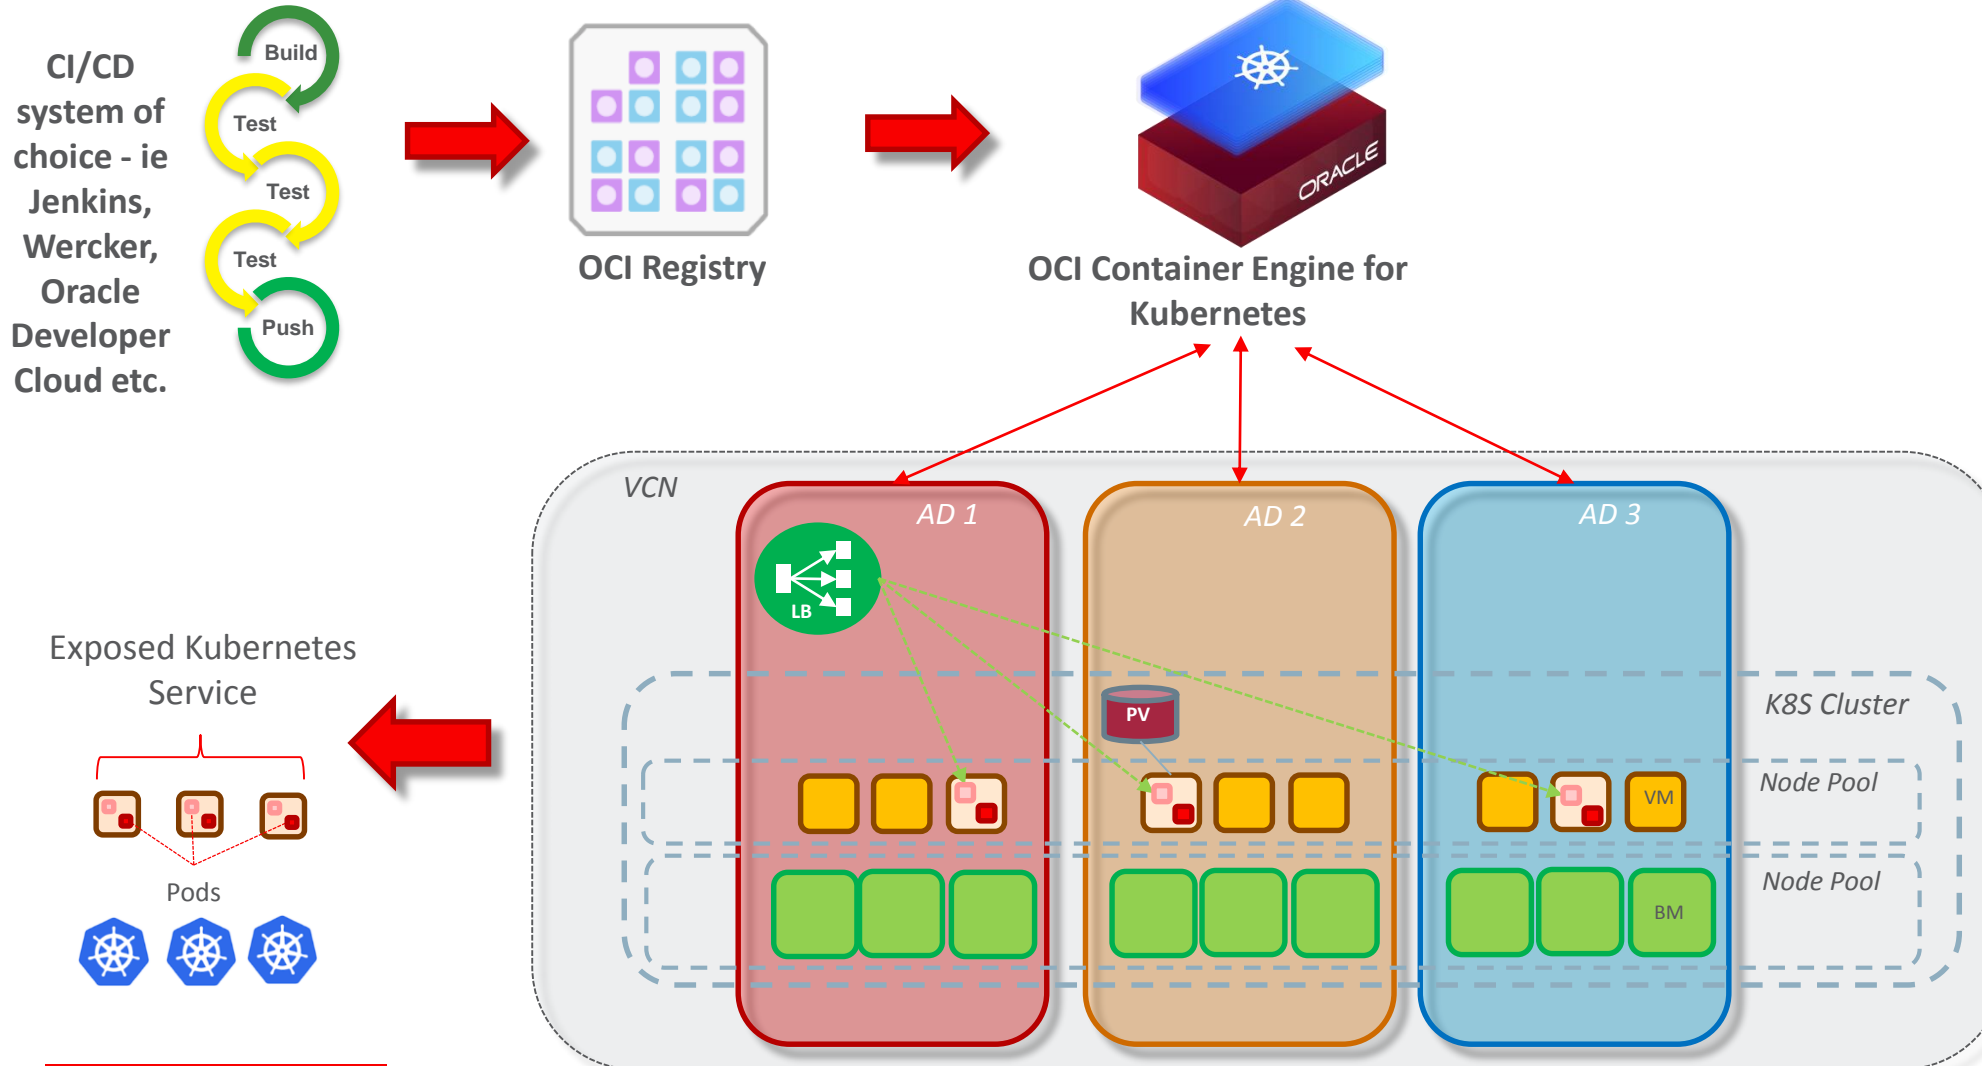 CI/CD
system of
choice - ie
Jenkins,
Wercker,
Oracle
Developer
Cloud etc.
Build
Test
Test
Test
Push
OCI Registry
ORACLE
OCI Container Engine for
Kubernetes
VCN
AD 1
AD 2
AD 3
LB
Exposed Kubernetes
Service
Pods
PV
K8S Cluster
Node Pool
VM
Node Pool
BM